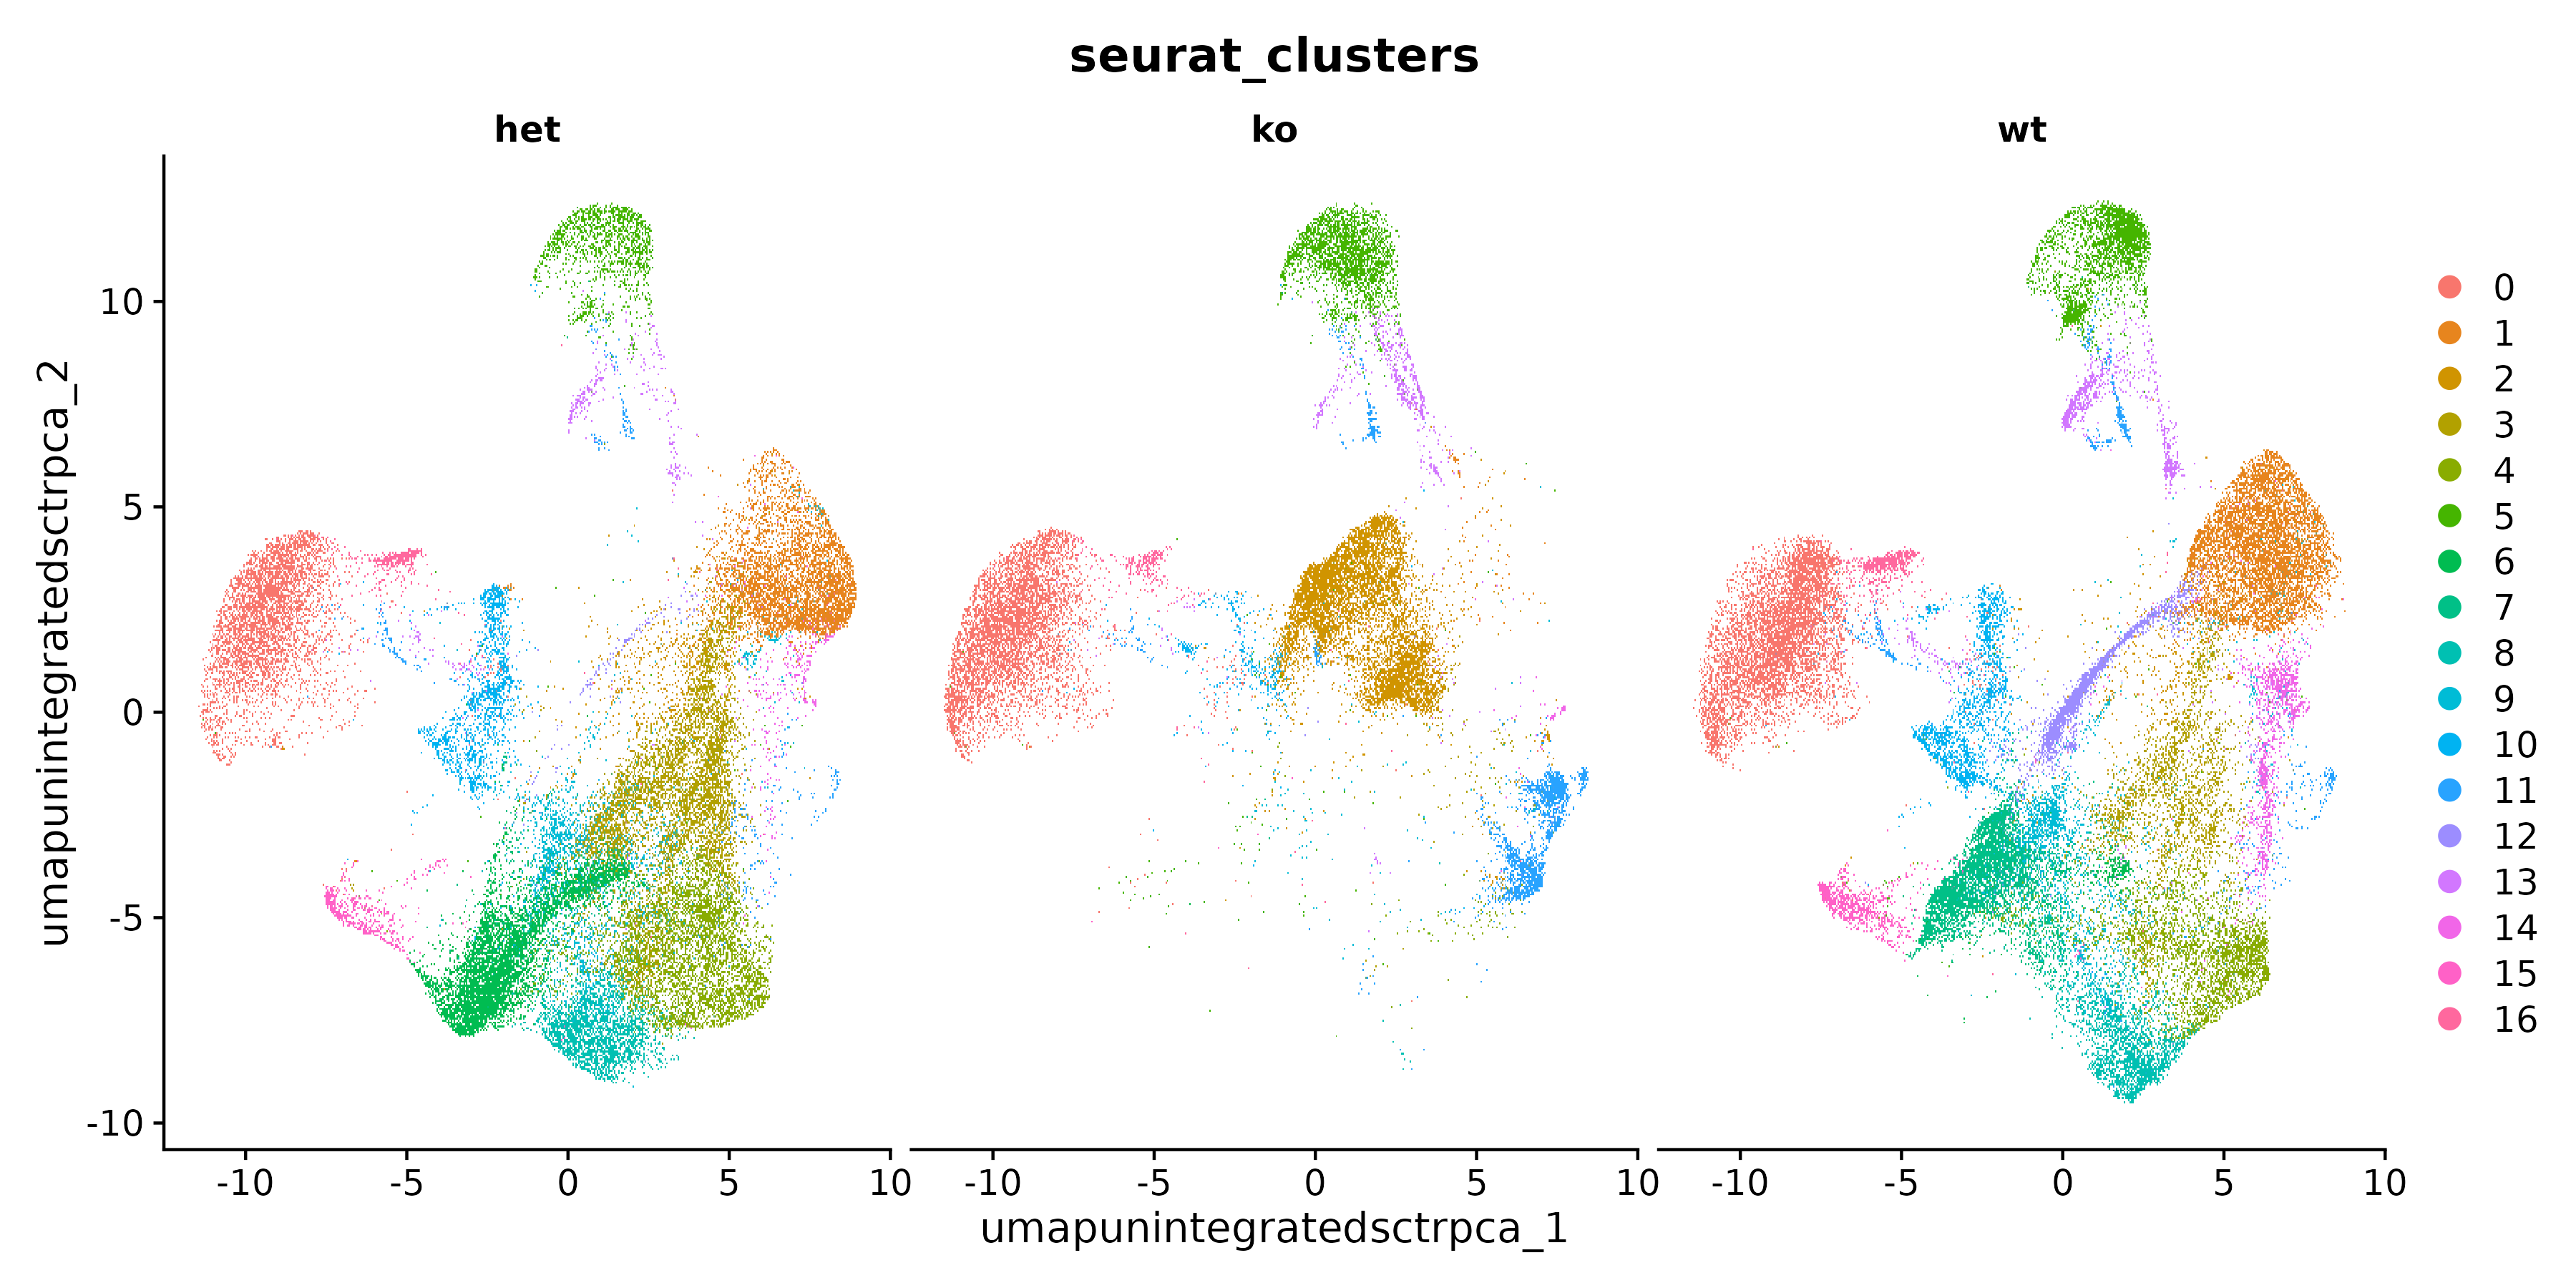 seurat_clusters
het
ko
wt
umapunintegratedsctrpca_2
10
5
0
-5
-10
-10 -5 0 5 10
-10 -5 0 5 10
-10 -5 0 5 10
umapunintegratedsctrpca_1
0
1
2
3
4
5
6
7
8
9
10
11
12
13
14
15
16